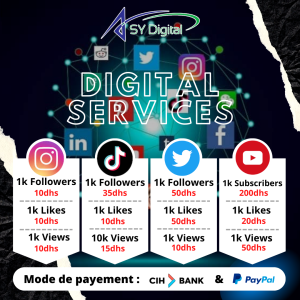 SY Digital
DIGITAL
SERVICES
1k Followers
10dhs
1k Likes
10dhs
1k Views
10dhs
1k Followers
35dhs
1k Likes
10dhs
10k Views
15dhs
1k Followers
50dhs
1k Likes
50dhs
1k Views
10dhs
1k Subscribers
200dhs
1k Likes
20dhs
1k Views
50dhs
Mode de payement : CIH BANK & PayPal